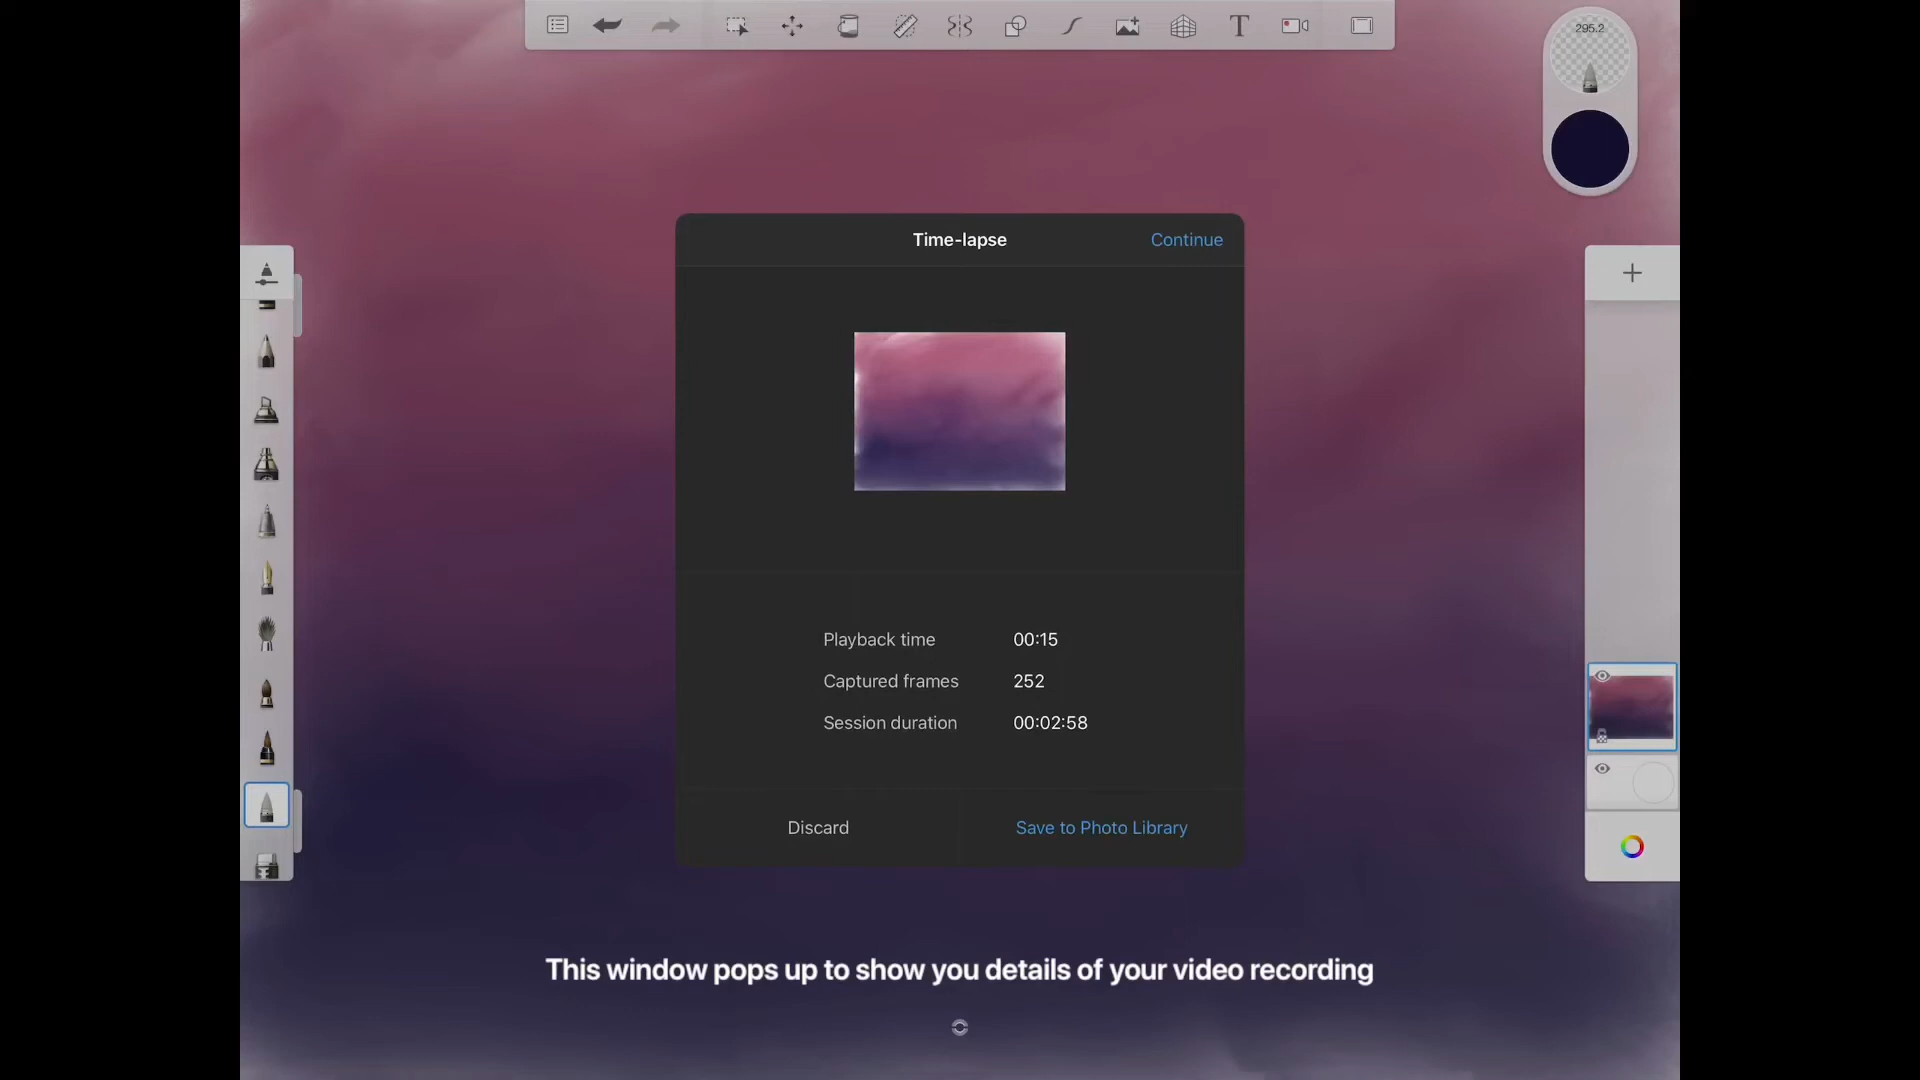 295.2
Time-lapse
Continue
Playback time 00:15
Captured frames 252
Session duration 00:02:58
Discard
Save to Photo Library
This window pops up to show you details of your video recording